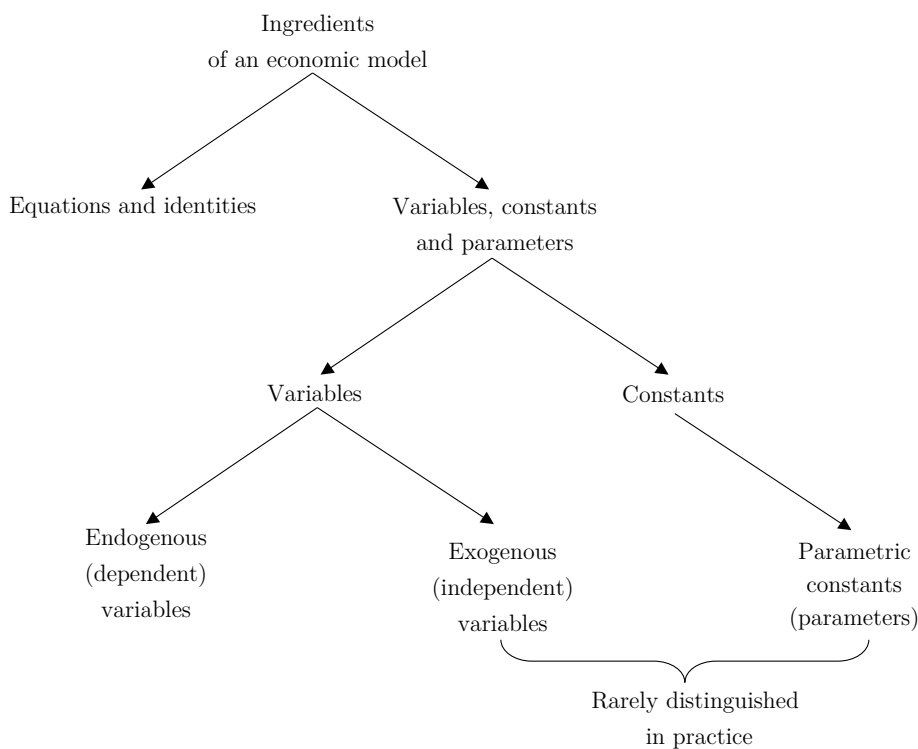 Ingredients
of an economic model
Equations and identities
Variables, constants
and parameters
Variables
Constants
Endogenous
(dependent)
variables
Exogenous
(independent)
variables
Parametric
constants
(parameters)
Rarely distinguished
in practice